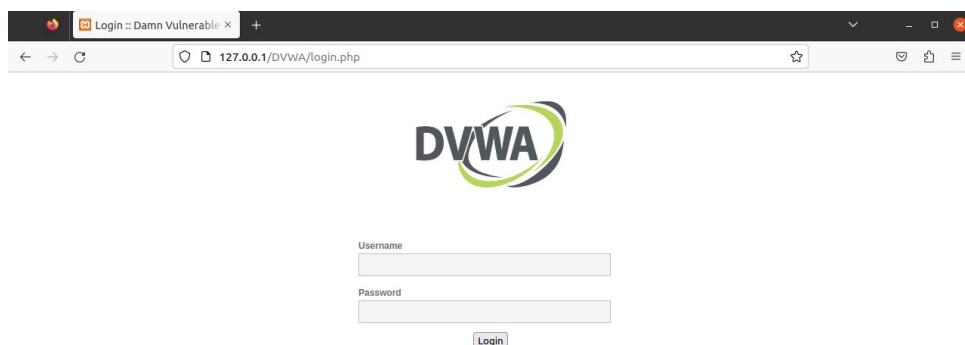 Login :: Damn Vulnerable
127.0.0.1/DVWA/login.php
DVWA
Username
Password
Login